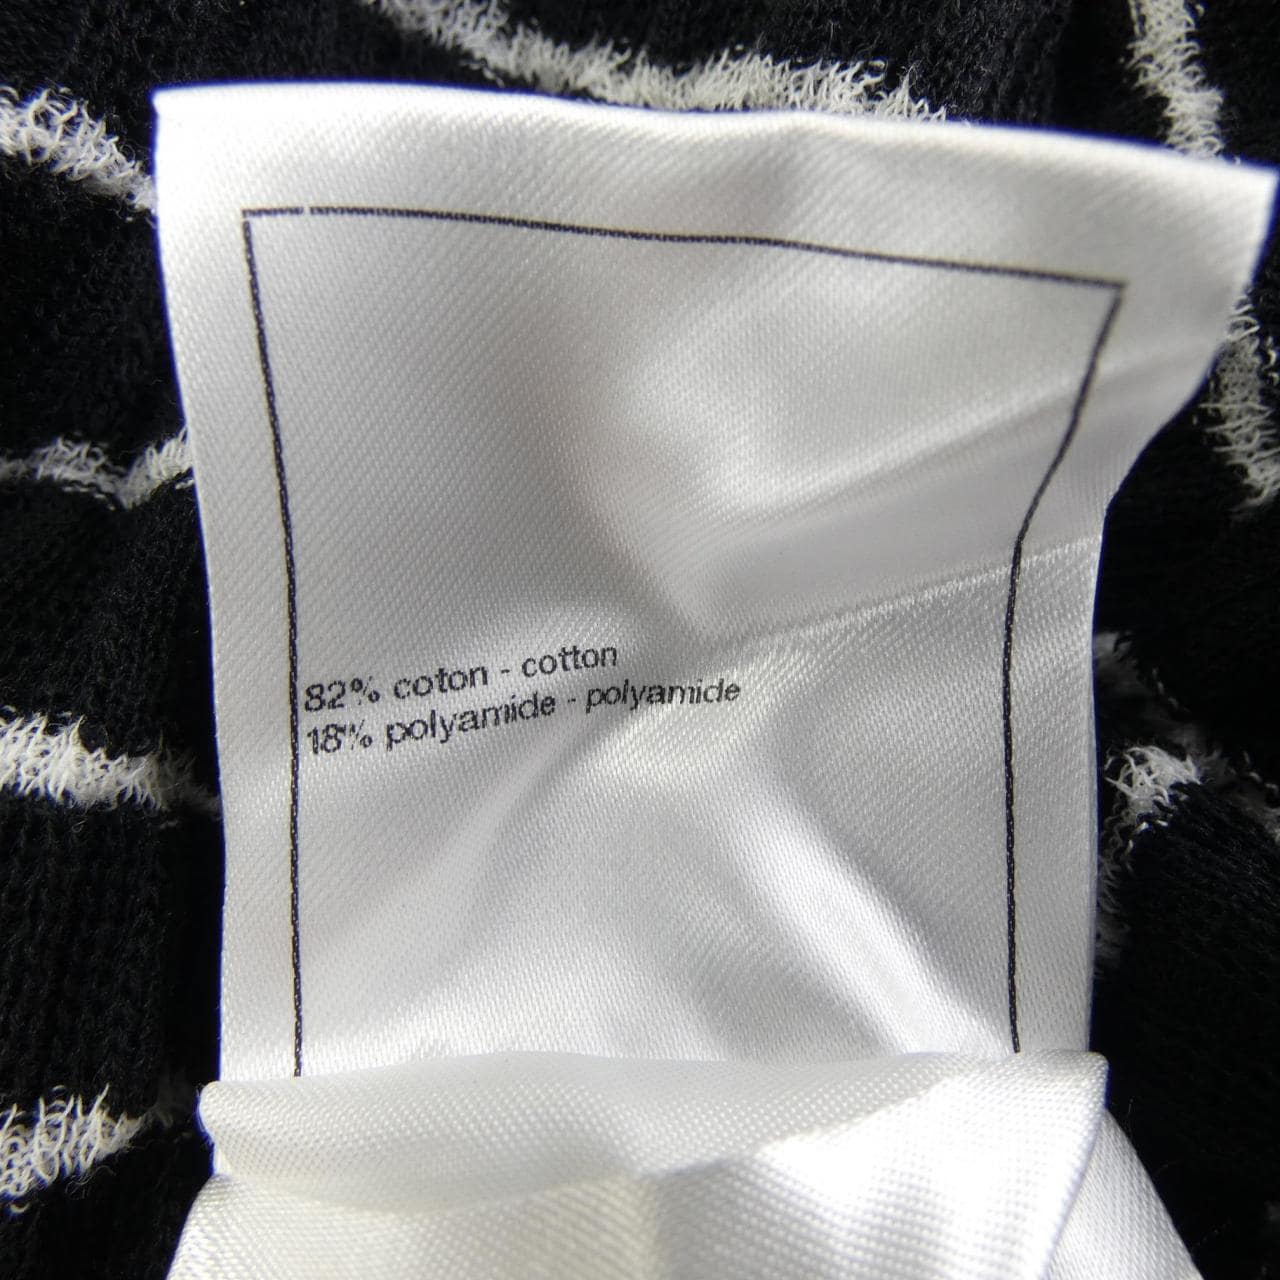 82% coton - cotton
18% polyamide - polyamide